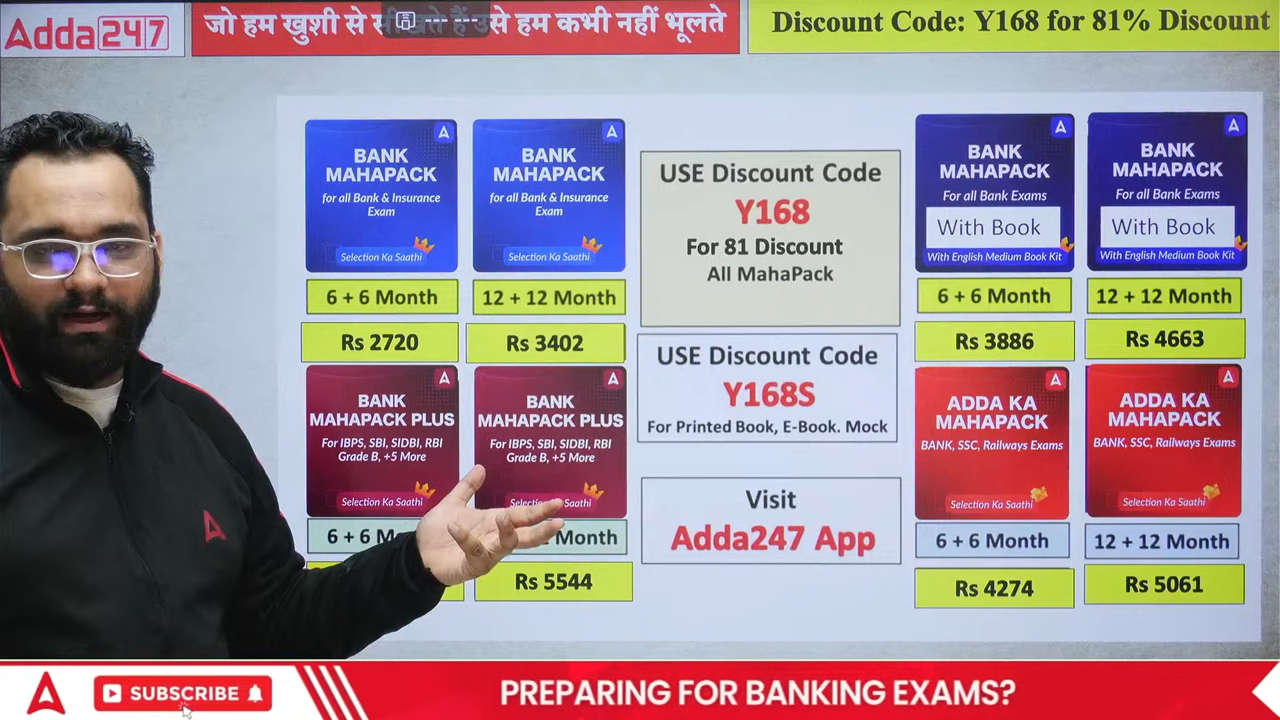 Adda247
जो हम खुशी से से हम कभी नहीं भूलते
Discount Code: Y168 for 81% Discount
BANK
MAHAPACK
for all Bank & Insurance
Exam
Selection Ka Saathi
6 + 6 Month
Rs 2720
BANK
MAHAPACK
for all Bank & Insurance
Exam
Selection Ka Saathi
12 + 12 Month
Rs 3402
USE Discount Code
Y168
For 81 Discount
All MahaPack
BANK
MAHAPACK
For all Bank Exams
With Book
With English Medium Book Kit
6 + 6 Month
Rs 3886
BANK
MAHAPACK
For all Bank Exams
With Book
With English Medium Book Kit
12 + 12 Month
Rs 4663
BANK
MAHAPACK PLUS
For IBPS, SBI, SIDBI, RBI
Grade B, +5 More
Selection Ka Saathi
6 + 6
BANK
MAHAPACK PLUS
For IBPS, SBI, SIDBI, RBI
Grade B, +5 More
Saathi
Month
Rs 5544
USE Discount Code
Y168S
For Printed Book, E-Book. Mock
Visit
Adda247 App
ADDA KA
MAHAPACK
BANK, SSC, Railways Exams
Selection Ka Saathi
6 + 6 Month
Rs 4274
ADDA KA
MAHAPACK
BANK, SSC, Railways Exams
Selection Ka Saathi
12 + 12 Month
Rs 5061
SUBSCRIBE
PREPARING FOR BANKING EXAMS?